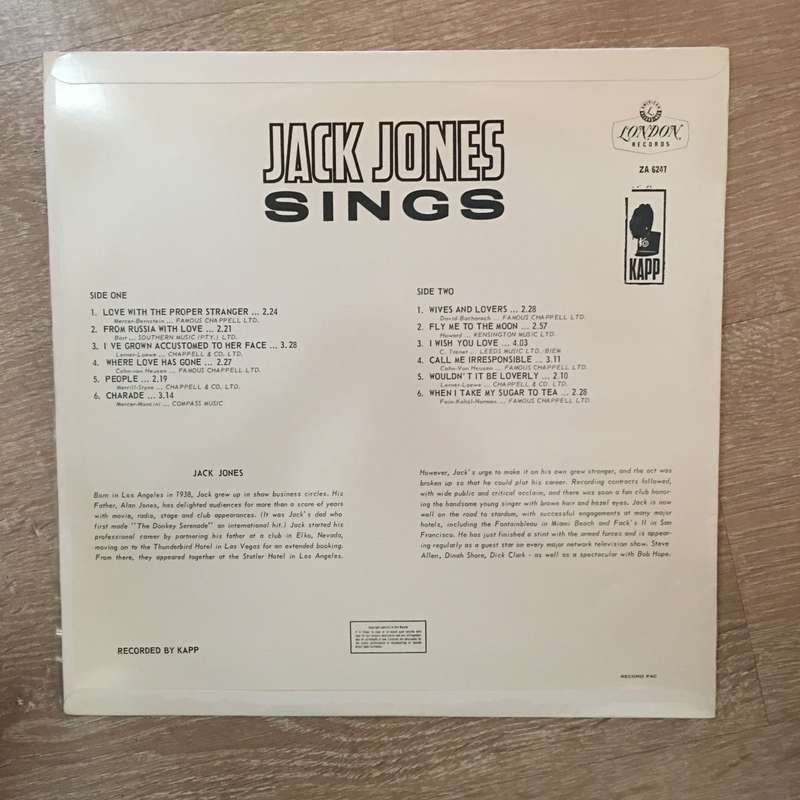 JACK JONES
SINGS
AMERICAN
LONDON
RECORDS
ZA 6247
KAPP
SIDE ONE
1. LOVE WITH THE PROPER STRANGER ... 2.24
Mercer-Bernstein ... FAMOUS CHAPPELL LTD.
2. FROM RUSSIA WITH LOVE ... 2.21
Bart ... SOUTHERN MUSIC (PTY.) LTD.
3. I'VE GROWN ACCUSTOMED TO HER FACE ... 3.28
Lerner-Loewe ... CHAPPELL & CO. LTD.
4. WHERE LOVE HAS GONE ... 2.27
Cahn-van Heusen ... FAMOUS CHAPPELL LTD.
5. PEOPLE ... 2.19
Merrill-Styne ... CHAPPELL & CO. LTD.
6. CHARADE ... 3.14
Mercer-Mancini ... COMPASS MUSIC
SIDE TWO
1. WIVES AND LOVERS ... 2.28
David-Bacharach ... FAMOUS CHAPPELL LTD.
2. FLY ME TO THE MOON ... 2.57
Howard ... KENSINGTON MUSIC LTD.
3. I WISH YOU LOVE ... 4.03
C. Trenet ... LEEDS MUSIC LTD./BIEM
4. CALL ME IRRESPONSIBLE ... 3.11
Cahn-Van Heusen ... FAMOUS CHAPPELL LTD.
5. WOULDN'T IT BE LOVERLY ... 2.10
Lerner-Loewe ... CHAPPELL & CO. LTD.
6. WHEN I TAKE MY SUGAR TO TEA ... 2.28
Fain-Kahal-Norman ... FAMOUS CHAPPELL LTD.
JACK JONES
Born in Los Angeles in 1938, Jack grew up in show business circles. His
Father, Alan Jones, has delighted audiences for more than a score of years
with movie, radio, stage and club appearances. (It was Jack's dad who
first made "The Donkey Serenade" an international hit.) Jack started his
professional career by partnering his father at a club in Elko, Nevada,
moving on to the Thunderbird Hotel in Las Vegas for an extended booking.
From there, they appeared together at the Statler Hotel in Los Angeles.
However, Jack's urge to make it on his own grew stronger, and the act was
broken up so that he could plot his career. Recording contracts followed,
with wide public and critical acclaim, and there was soon a fan club honor-
ing the handsome young singer with brown hair and hazel eyes. Jack is now
well on the road to stardom, with successful engagements at many major
hotels, including the Fontainbleau in Miami Beach and Fack's II in San
Francisco. He has just finished a stint with the armed forces and is appear-
ing regularly as a guest star on every major network television show. Steve
Allen, Dinah Shore, Dick Clark - as well as a spectacular with Bob Hope.
RECORDED BY KAPP
RECORD PAC